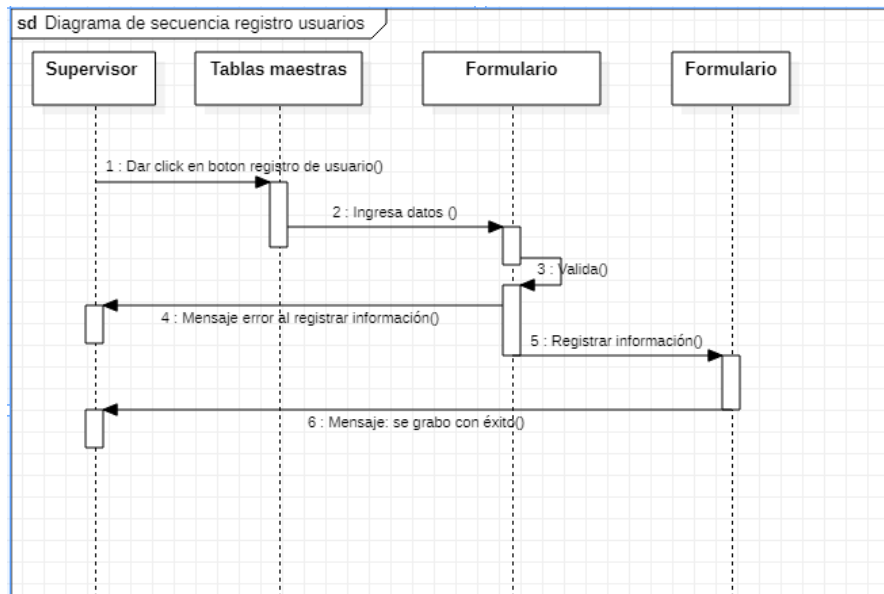 sd Diagrama de secuencia registro usuarios
Supervisor
Tablas maestras
Formulario
Formulario
1 : Dar click en boton registro de usuario()
2 : Ingresa datos ()
3 : Valida()
4 : Mensaje error al registrar información()
5 : Registrar información()
6 : Mensaje: se grabo con éxito()